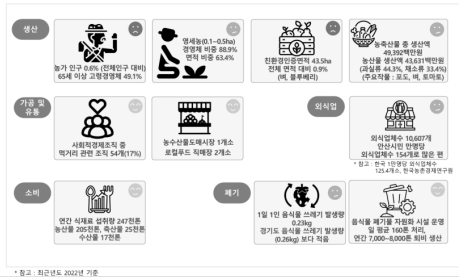 생산
농가 인구 0.6% (전체인구 대비)
65세 이상 고령경영체 49.1%
영세농(0.1~0.5ha)
경영체 비중 88.9%
면적 비중 63.4%
친환경인증면적 43.5ha
전체 면적 대비 0.9%
(벼, 블루베리)
농축산물 총 생산액
49,392백만원
농산물 생산액 43,631백만원
(과실류 44.3%, 채소류 33.4%)
(주요작물 : 포도, 벼, 토마토)
가공 및
유통
사회적경제조직 중
먹거리 관련 조직 54개(17%)
농수산물도매시장 1개소
로컬푸드 직매장 2개소
외식업
외식업체수 10,607개
안산시민 만명당
외식업체수 154개로 많은 편
* 참고 : 한국 1만명당 외식업체수
125.4개소, 한국농촌경제연구원
소비
연간 식재료 섭취량 247천톤
농산물 205천톤, 축산물 25천톤
수산물 17천톤
폐기
1일 1인 음식물 쓰레기 발생량
0.23kg
경기도 음식물 쓰레기 발생량
(0.26kg) 보다 적음
음식물 폐기물 자원화 시설 운영
일 평균 160톤 처리,
연간 7,000~8,000톤 퇴비 생산
* 참고 : 최근년도 2022년 기준